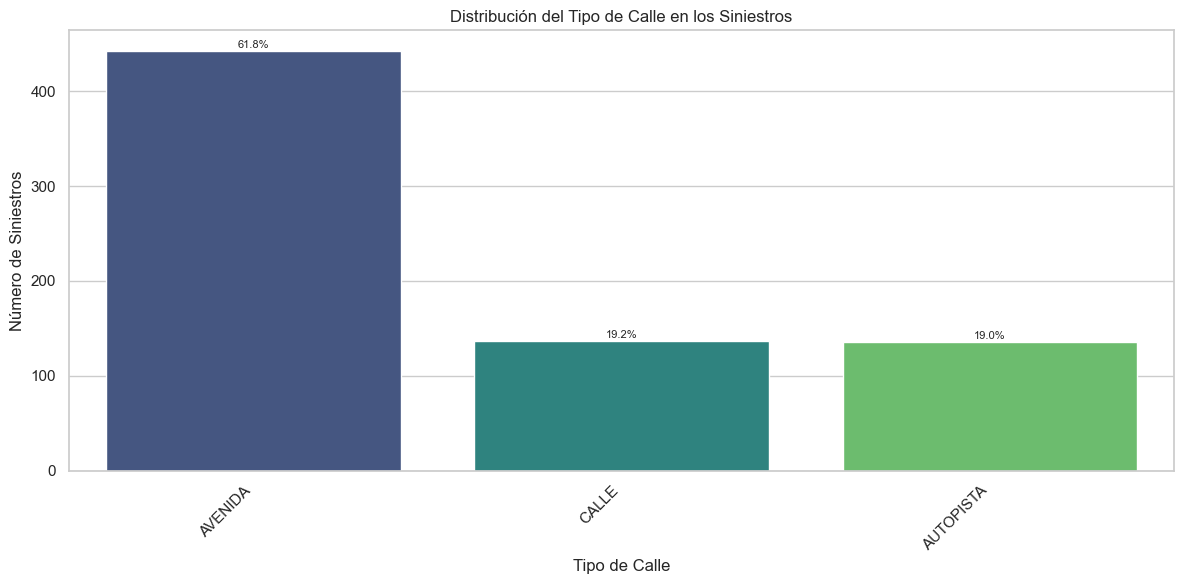 Distribución del Tipo de Calle en los Siniestros
Número de Siniestros
400
300
200
100
0
61.8%
19.2%
19.0%
AVENIDA
CALLE
AUTOPISTA
Tipo de Calle